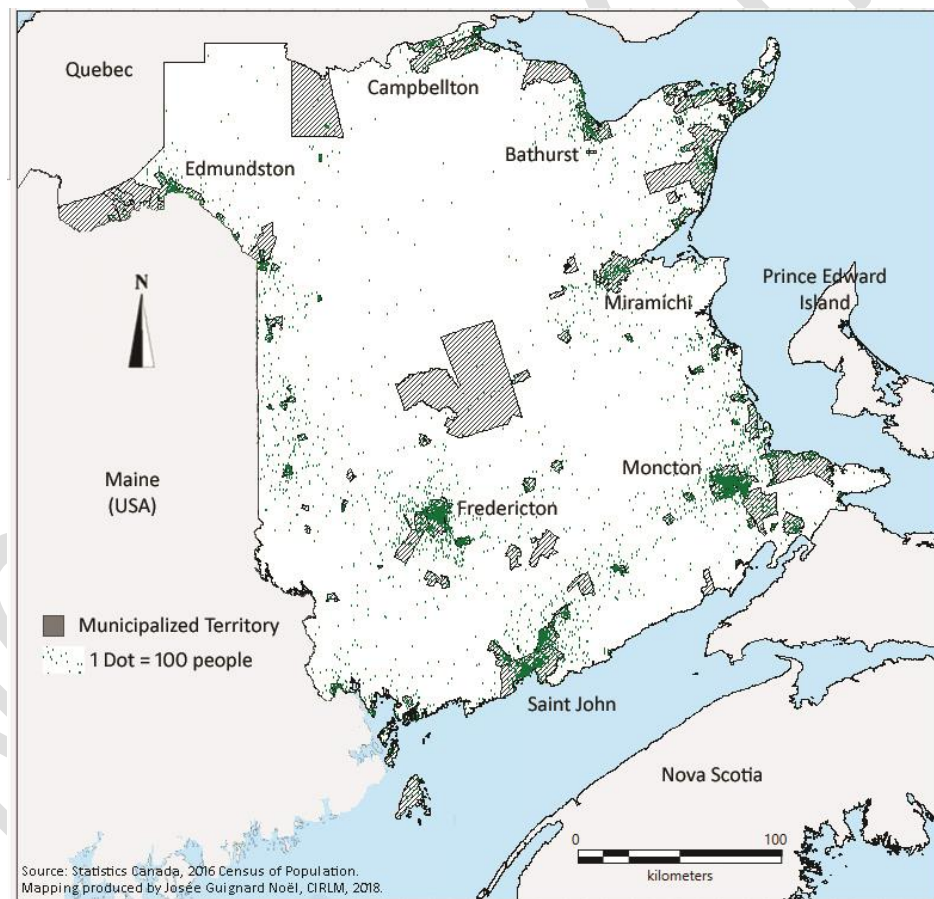 Quebec
Campbellton
Bathurst
Edmundston
N
Miramichi
Prince Edward
Island
Maine
(USA)
Moncton
Fredericton
Municipalized Territory
1 Dot = 100 people
Saint John
Nova Scotia
0 100
kilometers
Source: Statistics Canada, 2016 Census of Population.
Mapping produced by Josée Guignard Noël, CIRLM, 2018.